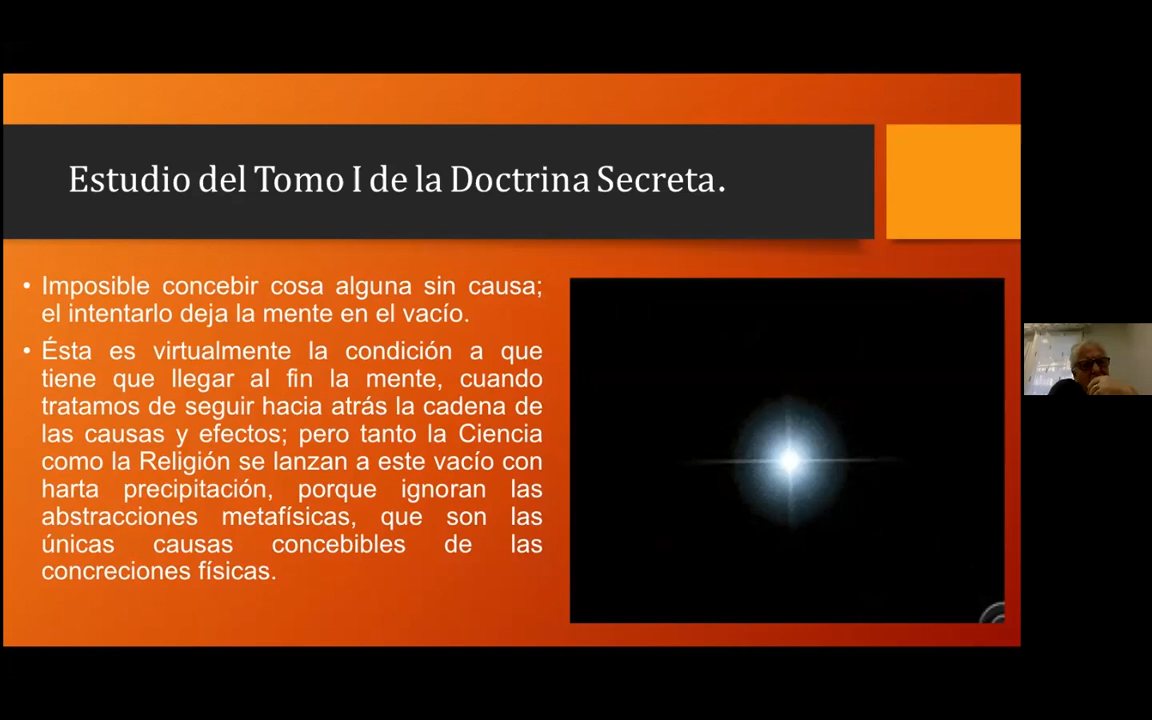 Estudio del Tomo I de la Doctrina Secreta.
• Imposible concebir cosa alguna sin causa;
el intentarlo deja la mente en el vacío.
• Ésta es virtualmente la condición a que
tiene que llegar al fin la mente, cuando
tratamos de seguir hacia atrás la cadena de
las causas y efectos; pero tanto la Ciencia
como la Religión se lanzan a este vacío con
harta precipitación, porque ignoran las
abstracciones metafísicas, que son las
únicas causas concebibles de las
concreciones físicas.